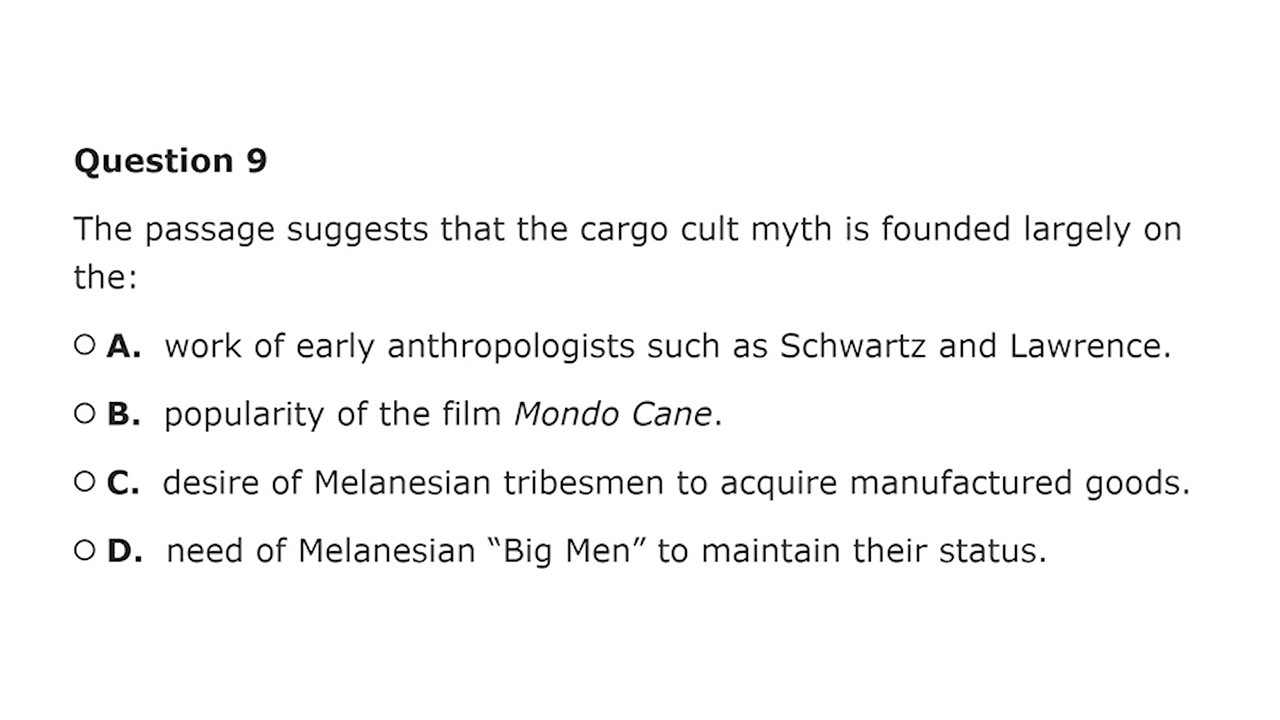 Question 9
The passage suggests that the cargo cult myth is founded largely on
the:
A. work of early anthropologists such as Schwartz and Lawrence.
B. popularity of the film Mondo Cane.
C. desire of Melanesian tribesmen to acquire manufactured goods.
D. need of Melanesian “Big Men” to maintain their status.